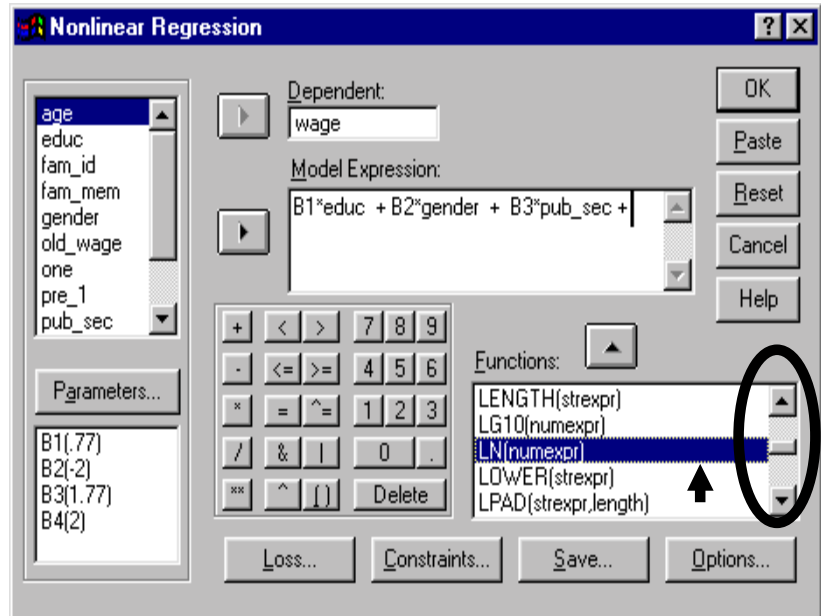 Nonlinear Regression
? X
age
educ
fam_id
fam_mem
gender
old_wage
one
pre_1
pub_sec
Parameters...
B1(.77)
B2(-2)
B3(1.77)
B4(2)
Dependent:
wage
Model Expression:
B1*educ + B2*gender + B3*pub_sec +
+ < > 7 8 9
- <= >= 4 5 6
* = ^= 1 2 3
/ & | 0 .
** ^ () Delete
Functions:
LENGTH(strexpr)
LG10(numexpr)
LN(numexpr)
LOWER(strexpr)
LPAD(strexpr,length)
OK
Paste
Reset
Cancel
Help
Loss... Constraints... Save... Options...